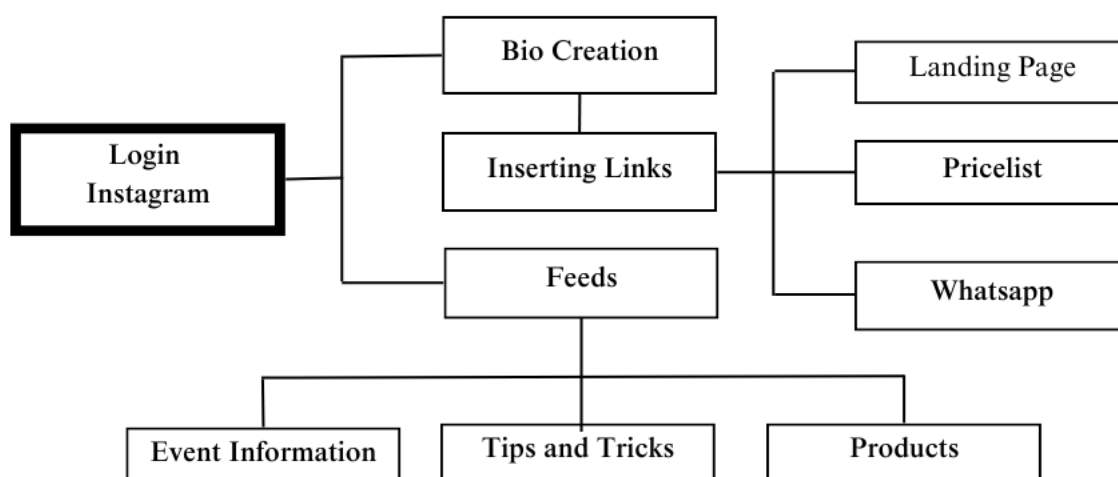 Bio Creation
Landing Page
Login
Instagram
Inserting Links
Pricelist
Feeds
Whatsapp
Event Information
Tips and Tricks
Products